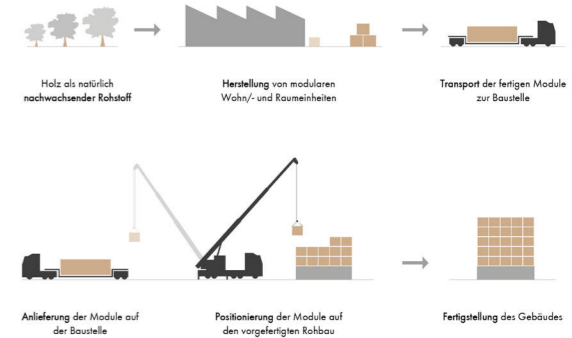 Holz als natürlich
nachwachsender Rohstoff
Herstellung von modularen
Wohn/- und Raumeinheiten
Transport der fertigen Module
zur Baustelle
Anlieferung der Module auf
der Baustelle
Positionierung der Module auf
den vorgefertigten Rohbau
Fertigstellung des Gebäudes